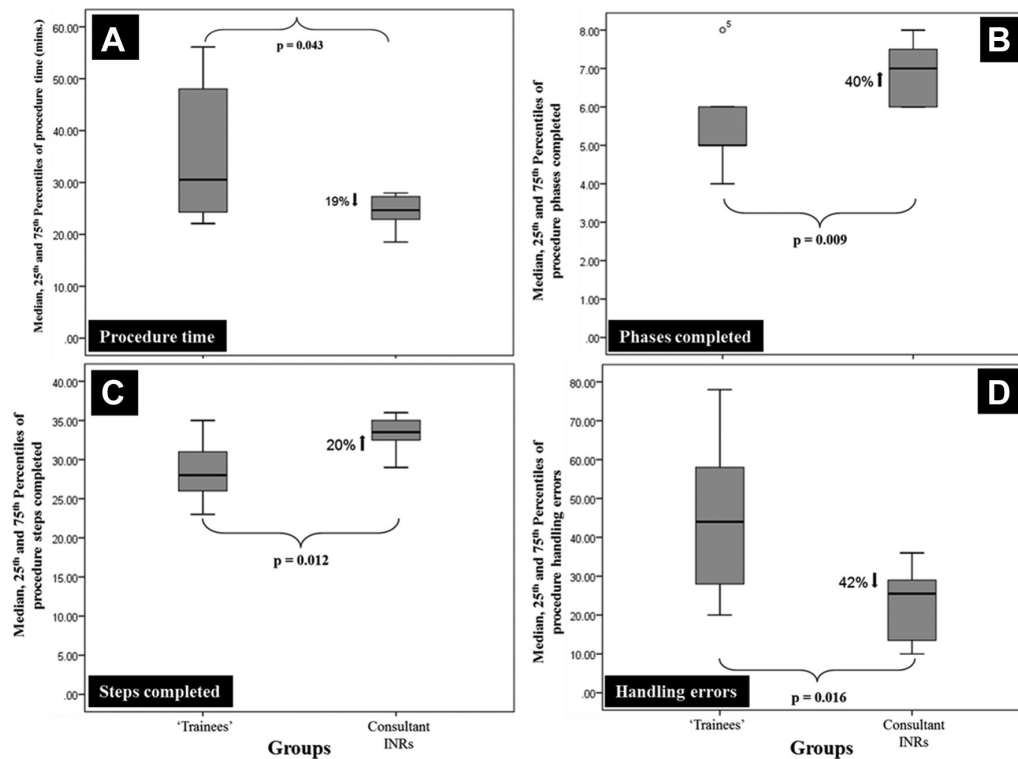 A
Median, 25th and 75th Percentiles of procedure time (mins.)
60.00
50.00
40.00
30.00
20.00
10.00
.00
p = 0.043
19%
Procedure time
B
Median, 25th and 75th Percentiles of
procedure phases completed
8.00
7.00
6.00
5.00
4.00
3.00
2.00
1.00
.00
5
40%
p = 0.009
Phases completed
C
Median, 25th and 75th Percentiles of
procedure steps completed
40.00
35.00
30.00
25.00
20.00
15.00
10.00
5.00
.00
20%
p = 0.012
Steps completed
'Trainees'
Consultant
INRs
Groups
D
Median, 25th and 75th Percentiles of
procedure handling errors
80.00
70.00
60.00
50.00
40.00
30.00
20.00
10.00
.00
42%
p = 0.016
Handling errors
'Trainees'
Consultant
INRs
Groups